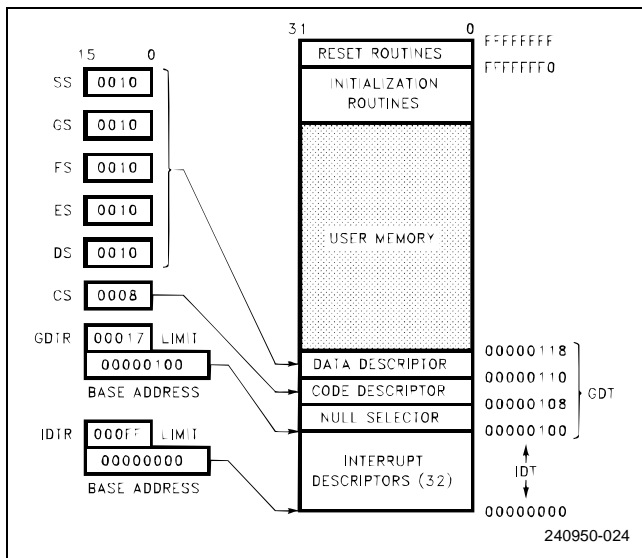 15 0
SS 0010
GS 0010
FS 0010
ES 0010
DS 0010
CS 0008
GDTR 00017 LIMIT
00000100
BASE ADDRESS
IDTR 000FF LIMIT
00000000
BASE ADDRESS
31 0
RESET ROUTINES
INITIALIZATION
ROUTINES
USER MEMORY
DATA DESCRIPTOR
CODE DESCRIPTOR
NULL SELECTOR
INTERRUPT
DESCRIPTORS (32)
FFFFFFFF
FFFFFFF0
00000118
00000110
00000108
00000100
GDT
IDT
00000000
240950-024